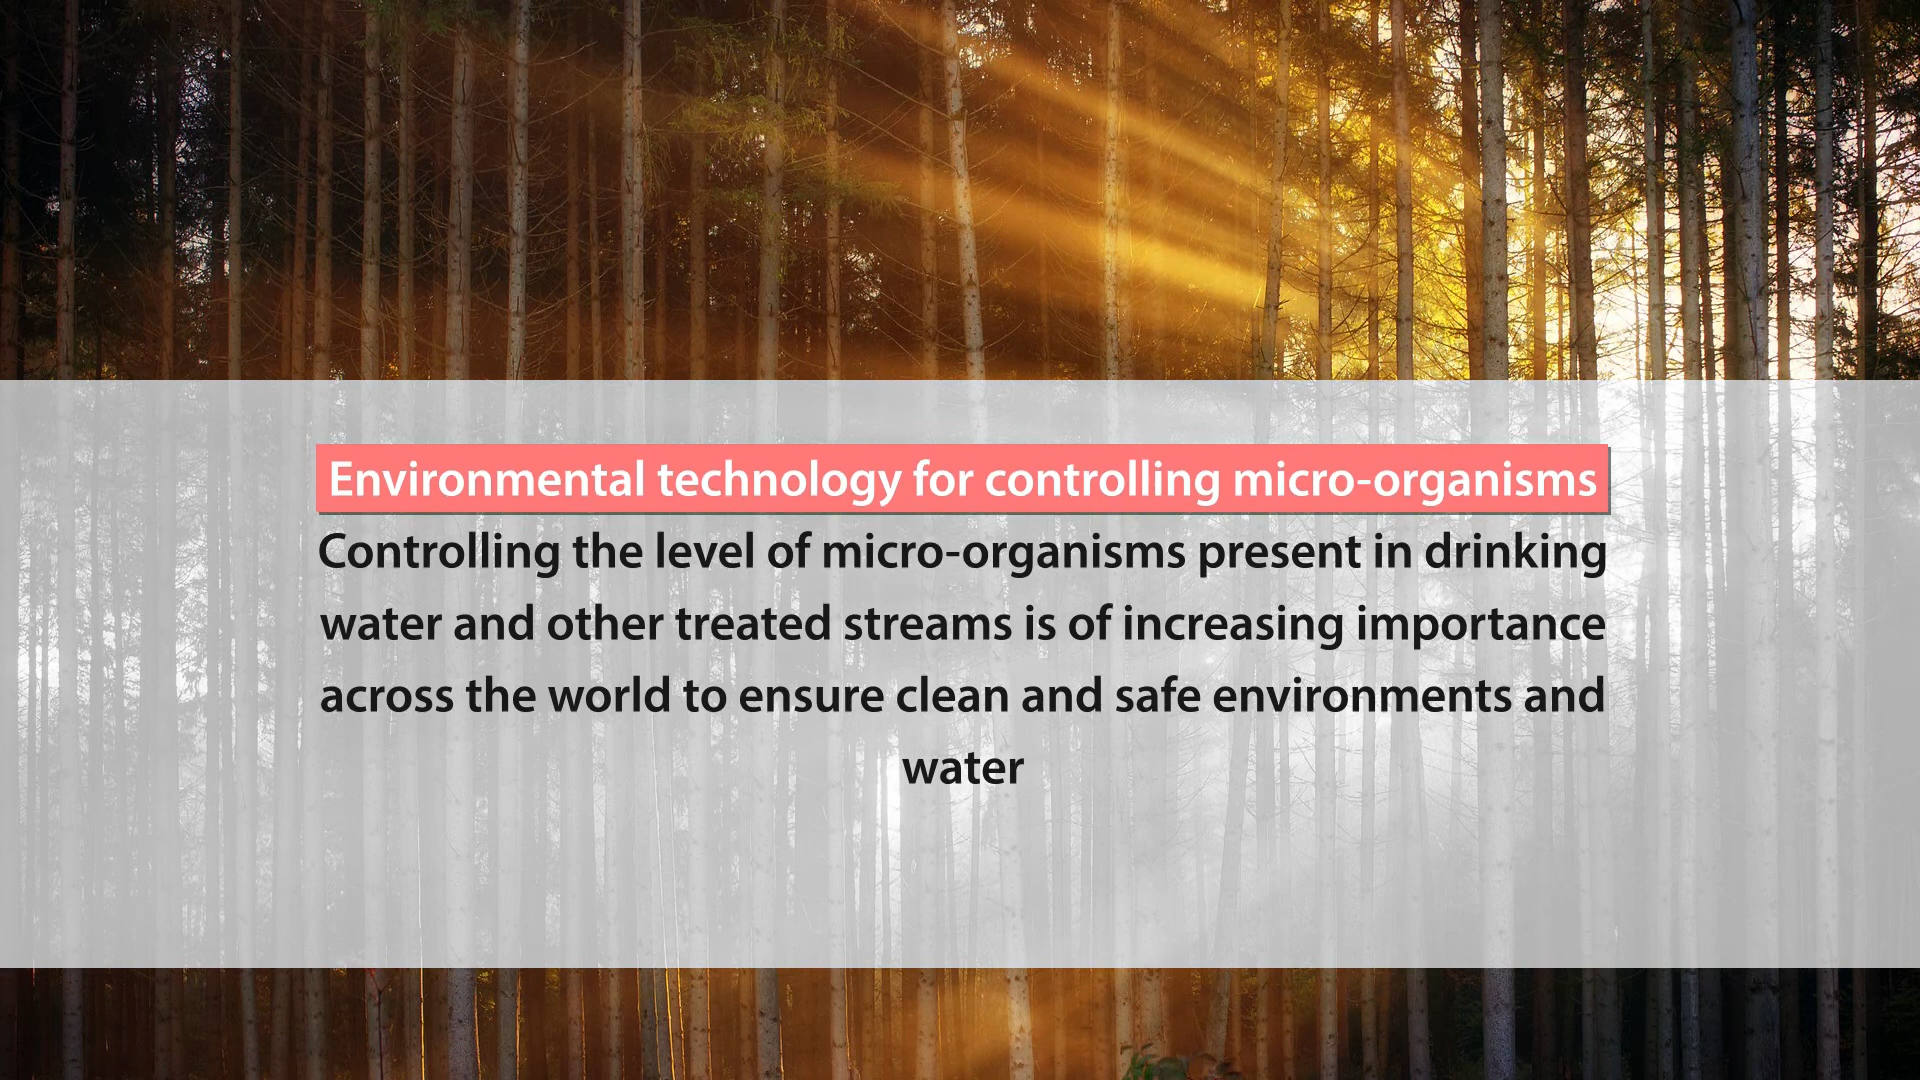 Environmental technology for controlling micro-organisms
Controlling the level of micro-organisms present in drinking
water and other treated streams is of increasing importance
across the world to ensure clean and safe environments and
water